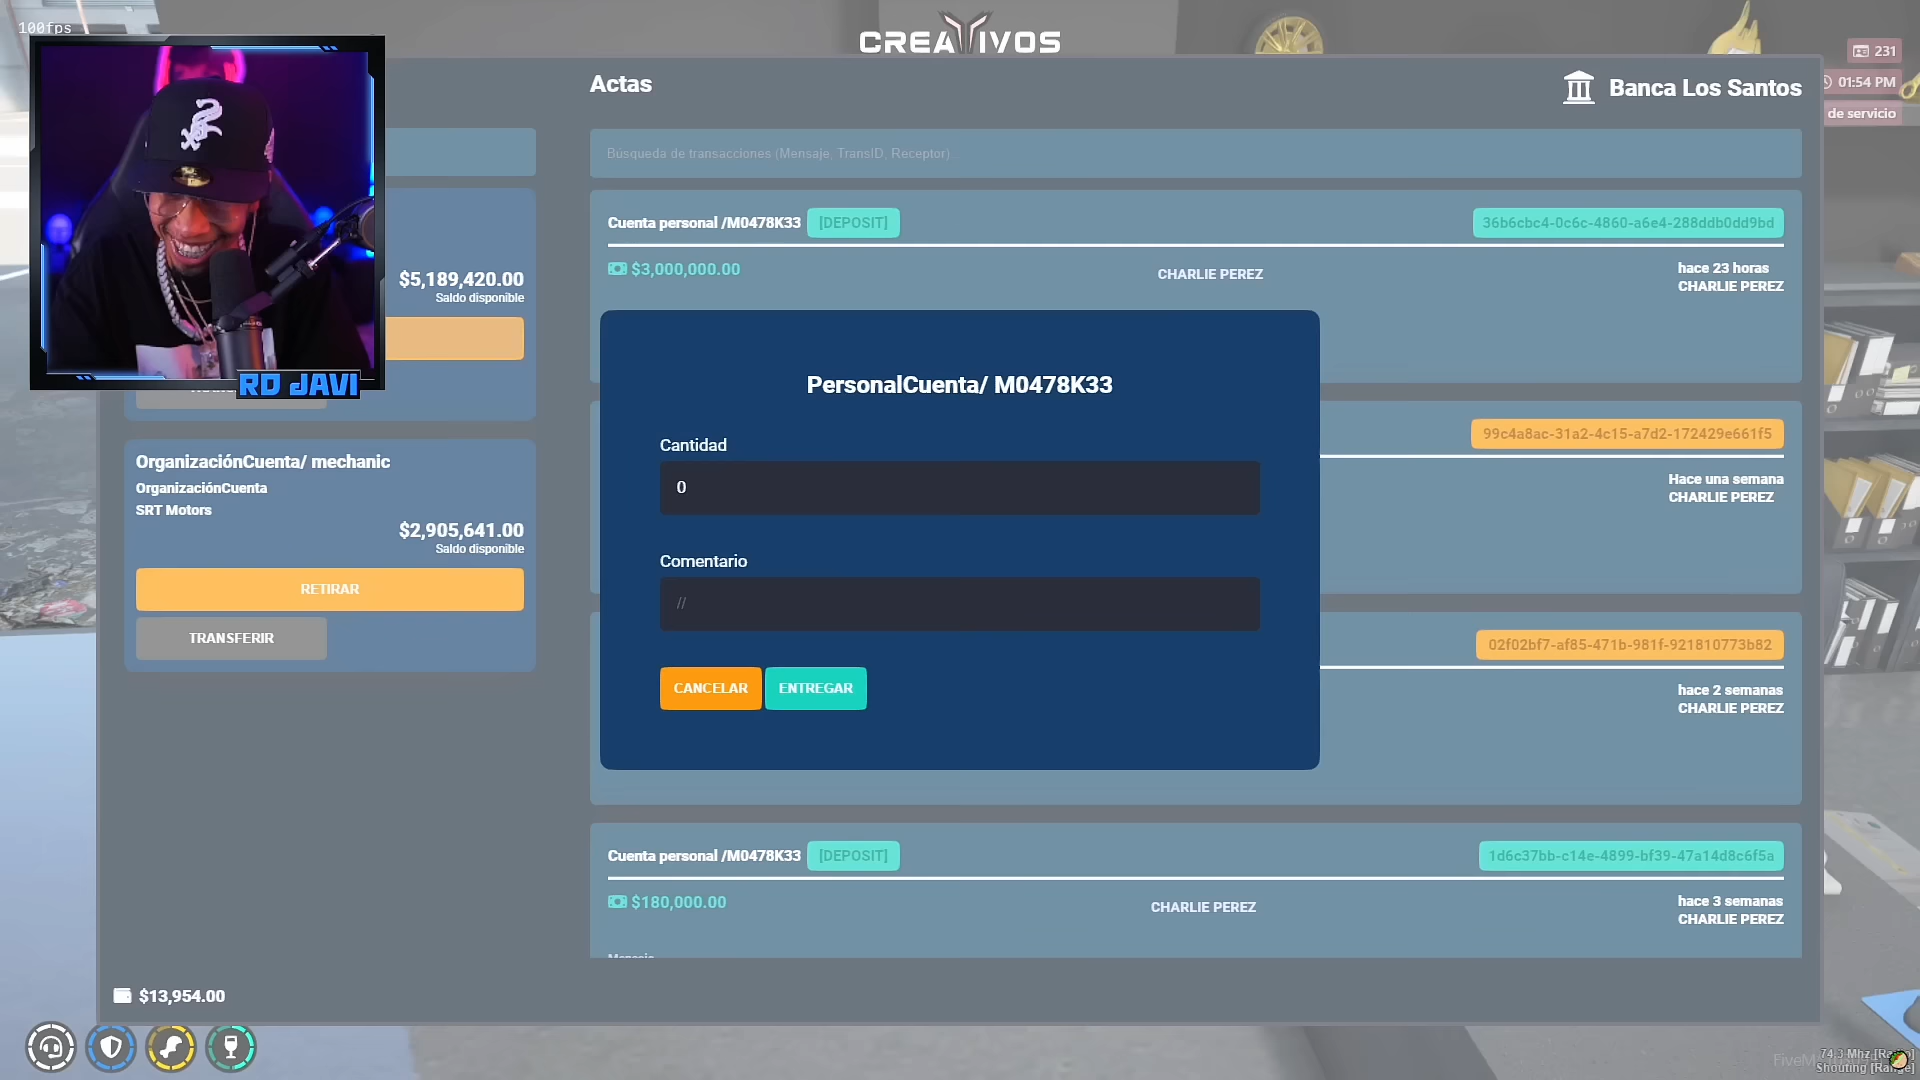 100fps
CREATIVOS
231
01:54 PM
de servicio
RD JAVI
Actas
Banca Los Santos
Búsqueda de transacciones (Mensaje, TransID, Receptor)...
$5,189,420.00
Saldo disponible
OrganizaciónCuenta/ mechanic
OrganizaciónCuenta
SRT Motors
$2,905,641.00
Saldo disponible
RETIRAR
TRANSFERIR
$13,954.00
Cuenta personal /M0478K33 [DEPOSIT]
36b6cbc4-0c6c-4860-a6e4-288ddb0dd9bd
$3,000,000.00
CHARLIE PEREZ
hace 23 horas
CHARLIE PEREZ
PersonalCuenta/ M0478K33
Cantidad
0
Comentario
//
CANCELAR
ENTREGAR
99c4a8ac-31a2-4c15-a7d2-172429e661f5
Hace una semana
CHARLIE PEREZ
02f02bf7-af85-471b-981f-921810773b82
hace 2 semanas
CHARLIE PEREZ
Cuenta personal /M0478K33 [DEPOSIT]
1d6c37bb-c14e-4899-bf39-47a14d8c6f5a
$180,000.00
CHARLIE PEREZ
hace 3 semanas
CHARLIE PEREZ
Mensaje
74.3 Mhz
Shouting